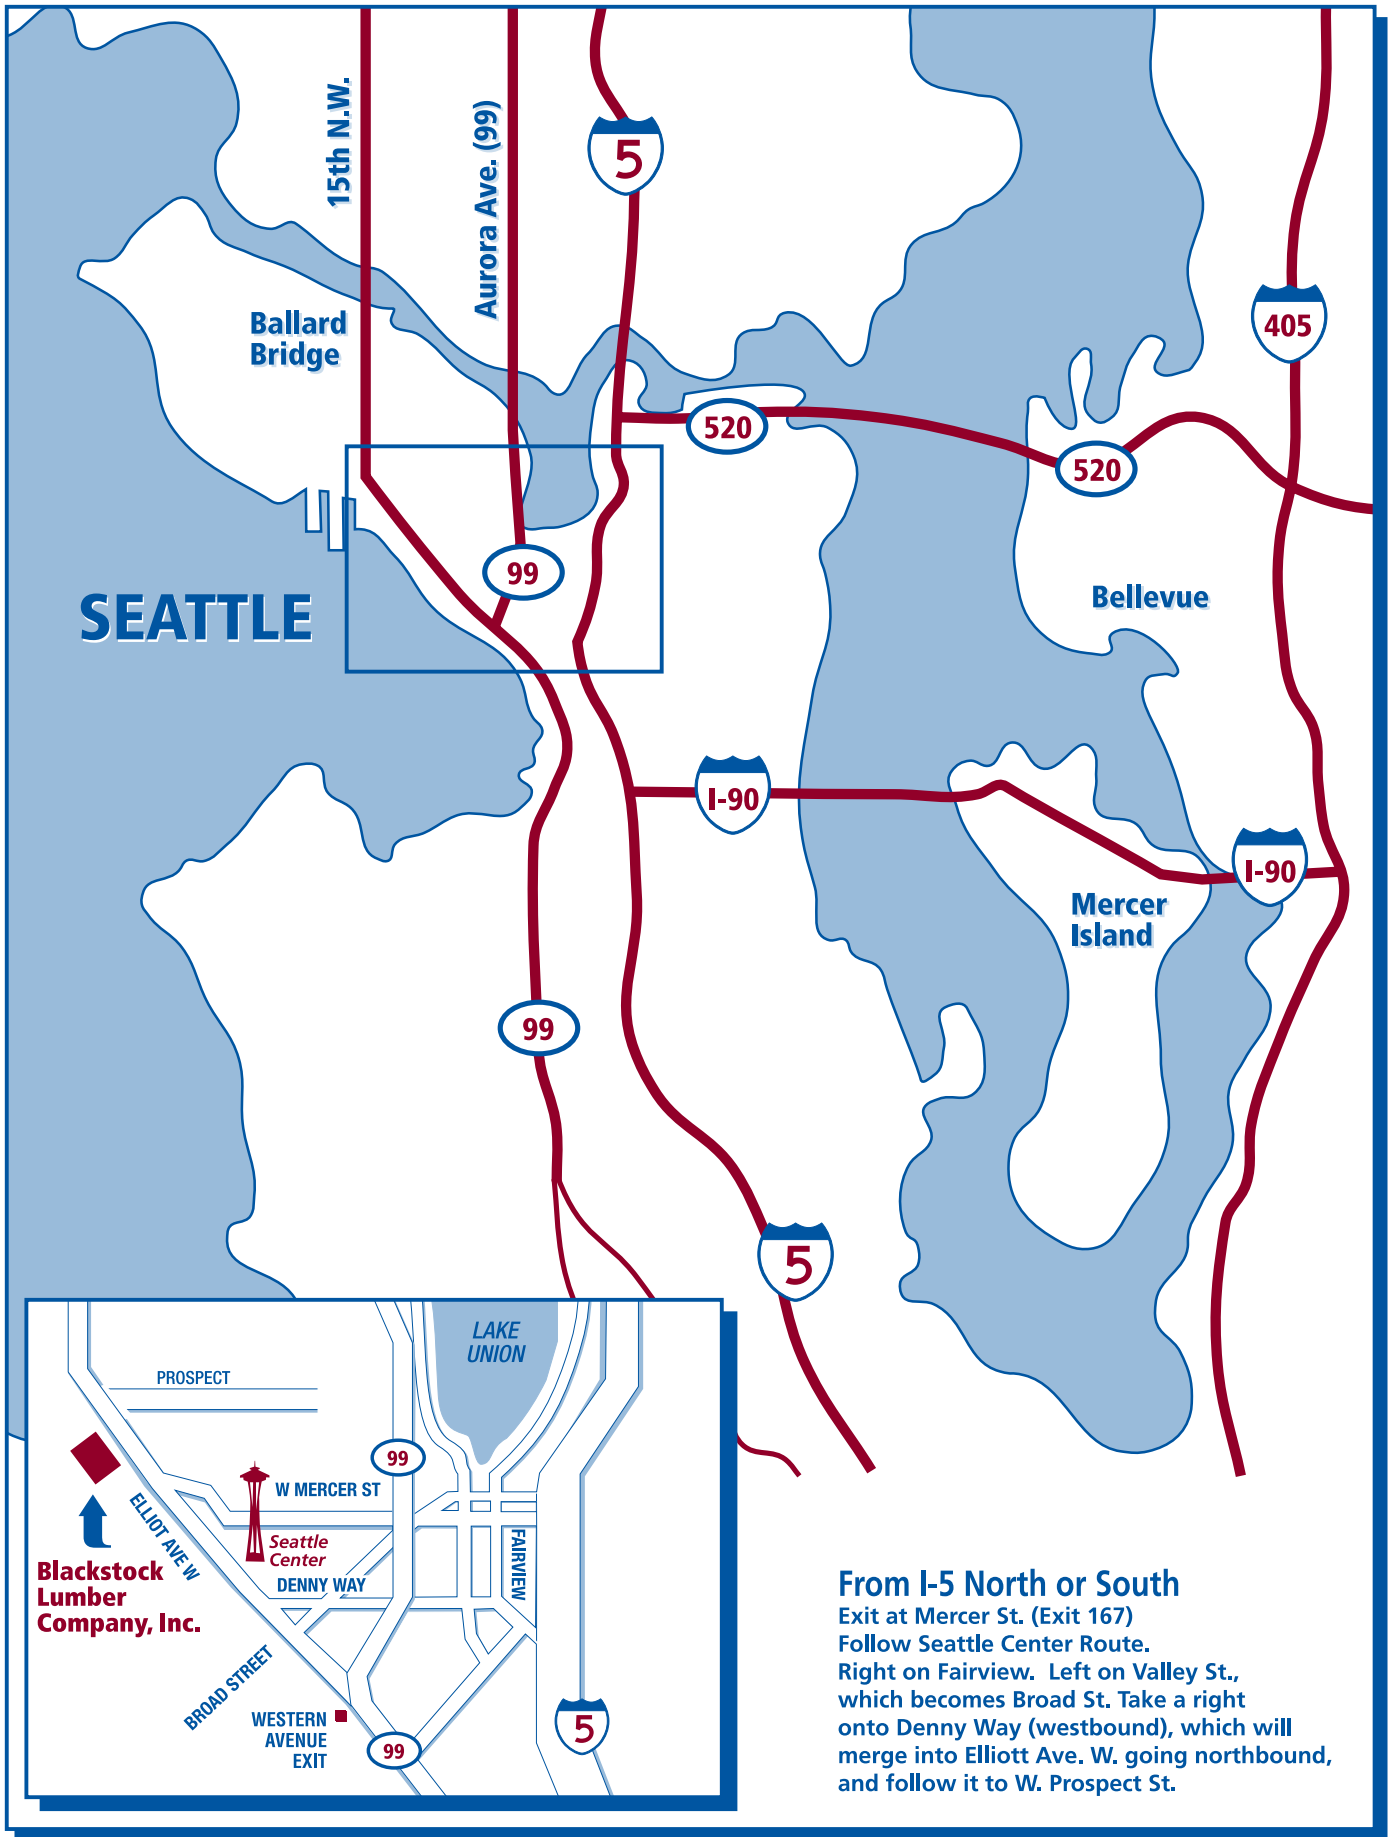 15th N.W.
Aurora Ave. (99)
5
405
Ballard
Bridge
520
520
99
SEATTLE
Bellevue
I-90
I-90
Mercer
Island
99
5
LAKE
UNION
PROSPECT
99
W MERCER ST
ELLIOT AVE W
Seattle
Center
FAIRVIEW
DENNY WAY
Blackstock
Lumber
Company, Inc.
BROAD STREET
WESTERN
AVENUE
EXIT
99
5
From I-5 North or South
Exit at Mercer St. (Exit 167)
Follow Seattle Center Route.
Right on Fairview.  Left on Valley St.,
which becomes Broad St. Take a right
onto Denny Way (westbound), which will
merge into Elliott Ave. W. going northbound,
and follow it to W. Prospect St.